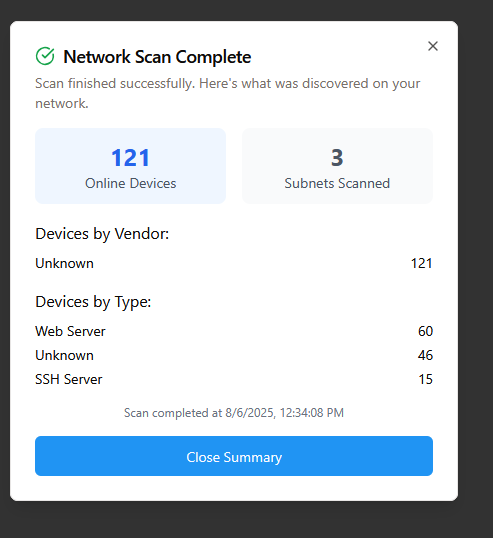 Network Scan Complete
Scan finished successfully. Here's what was discovered on your
network.
121
Online Devices
3
Subnets Scanned
Devices by Vendor:
Unknown 121
Devices by Type:
Web Server 60
Unknown 46
SSH Server 15
Scan completed at 8/6/2025, 12:34:08 PM
Close Summary